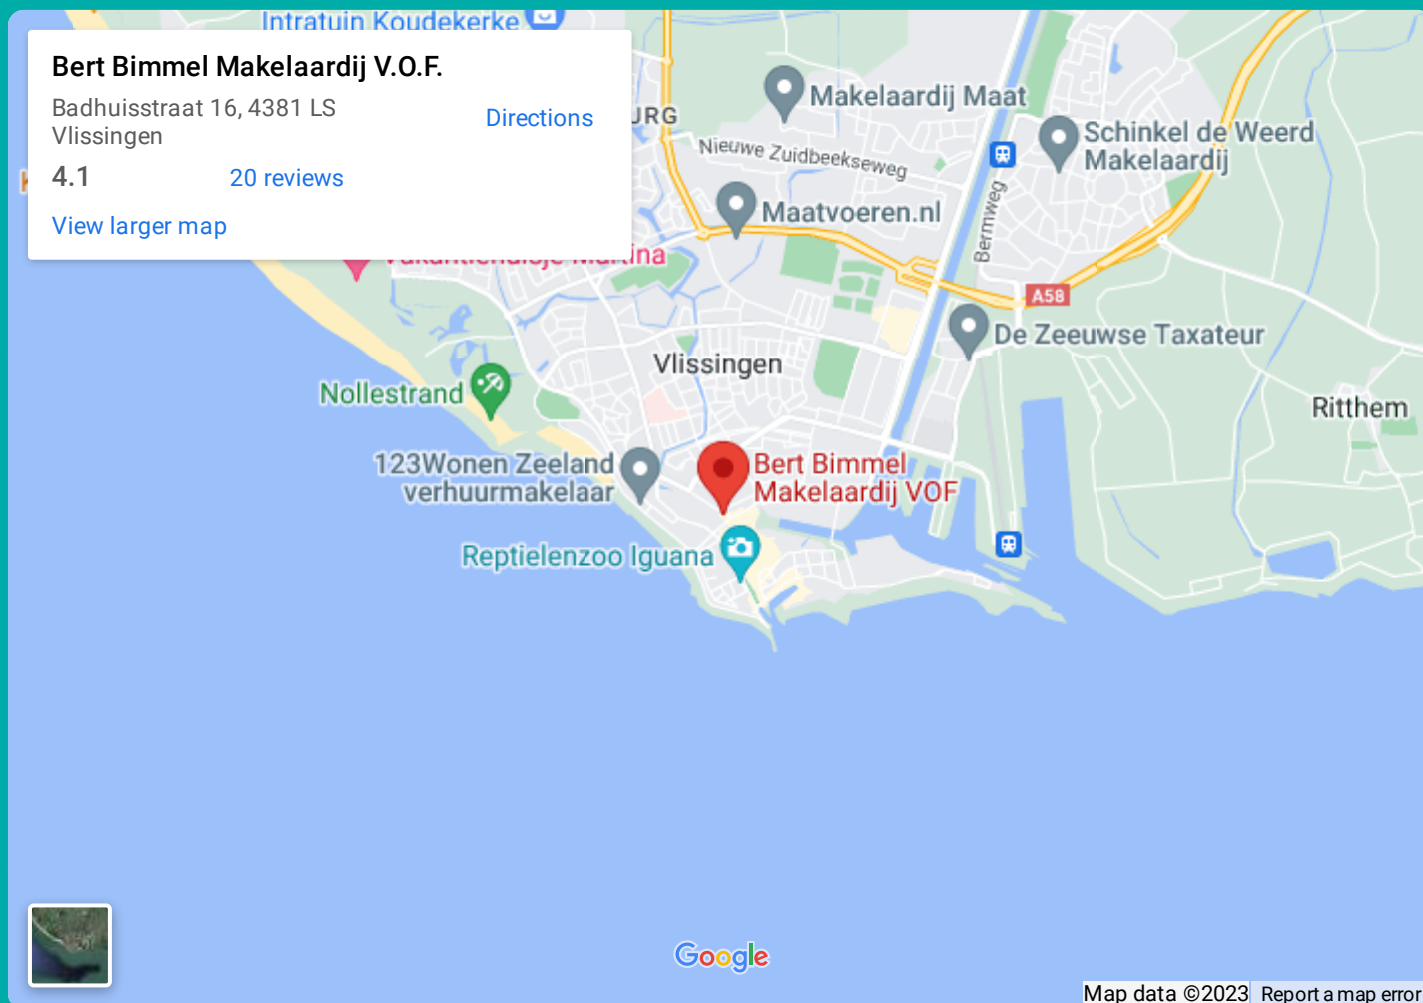 Intratuin Koudekerke
Bert Bimmel Makelaardij V.O.F.
Badhuisstraat 16, 4381 LS
Vlissingen
Directions
4.1
20 reviews
View larger map
Makelaardij Maat
Schinkel de Weerd
Makelaardij
Nieuwe Zuidbeekseweg
Maatvoeren.nl
Bermweg
A58
De Zeeuwse Taxateur
Vlissingen
Nollestrand
Ritthem
123Wonen Zeeland
verhuurmakelaar
Bert Bimmel
Makelaardij VOF
Reptielenzoo Iguana
Google
Map data ©2023
Report a map error